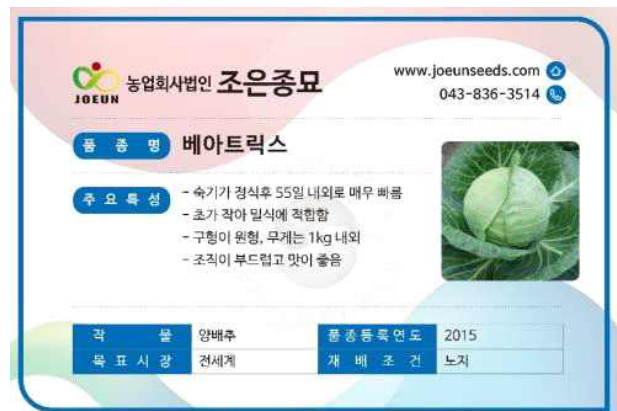 JOEUN
농업회사법인 조은종묘
www.joeunseeds.com
043-836-3514
품종명 베아트릭스
주요특성
- 숙기가 정식후 55일 내외로 매우 빠름
- 초가 작아 밀식에 적합함
- 구형이 원형, 무게는 1kg 내외
- 조직이 부드럽고 맛이 좋음
작물 양배추 품종등록연도 2015
목표시장 전세계 재배조건 노지